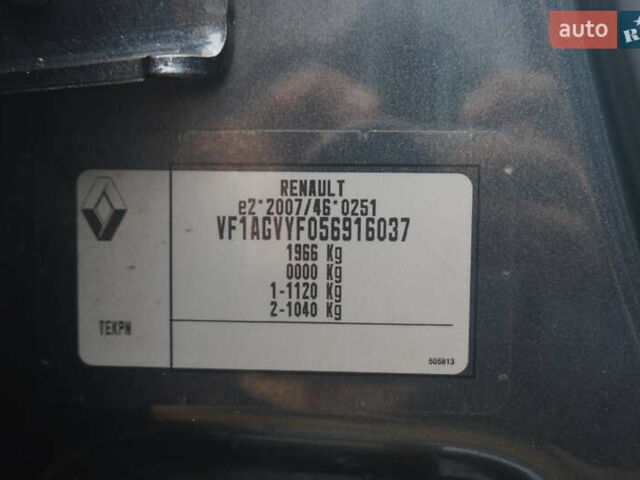 auto
R
RENAULT
e2*2007/46*0251
VF1AGVYF056916037
1966 Kg
0000 Kg
1-1120 Kg
2-1040 Kg
TEKPN
505813